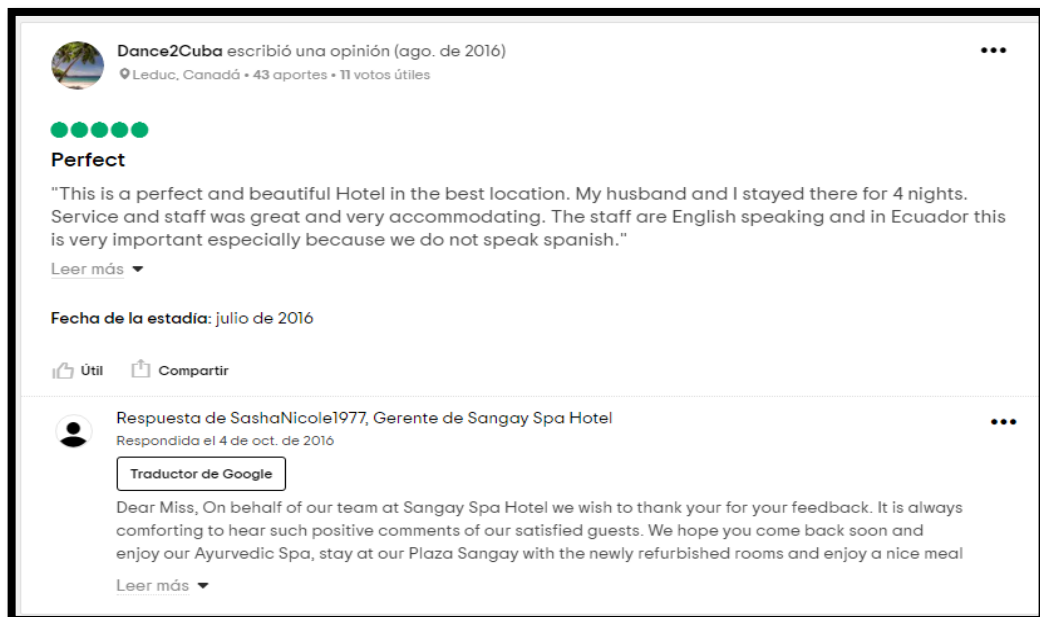 Dance2Cuba escribió una opinión (ago. de 2016)
Leduc, Canadá • 43 aportes • 11 votos útiles
Perfect
"This is a perfect and beautiful Hotel in the best location. My husband and I stayed there for 4 nights.
Service and staff was great and very accommodating. The staff are English speaking and in Ecuador this
is very important especially because we do not speak spanish."
Leer más
Fecha de la estadía: julio de 2016
Útil Compartir
Respuesta de SashaNicole1977, Gerente de Sangay Spa Hotel
Respondida el 4 de oct. de 2016
Traductor de Google
Dear Miss, On behalf of our team at Sangay Spa Hotel we wish to thank your for your feedback. It is always
comforting to hear such positive comments of our satisfied guests. We hope you come back soon and
enjoy our Ayurvedic Spa, stay at our Plaza Sangay with the newly refurbished rooms and enjoy a nice meal
Leer más